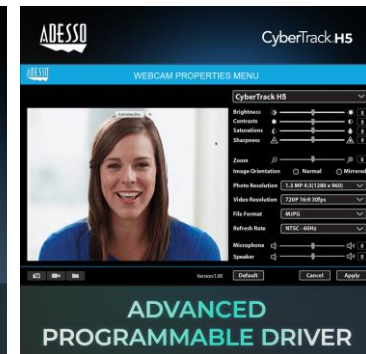 ADESSO
CyberTrack H5
ADESSO
WEBCAM PROPERTIES MENU
CyberTrack H5
Brightness
Contrasts
Saturations
Sharpness
Zoom
Image Orientation Normal Mirrored
Photo Resolution 1.3 MP 4:3(1280 x 960)
Video Resolution 720P 16:9 30fps
File Format MJPG
Refresh Rate NTSC - 60Hz
Microphone
Speaker
Version:1.00 Default Cancel Apply
ADVANCED
PROGRAMMABLE DRIVER